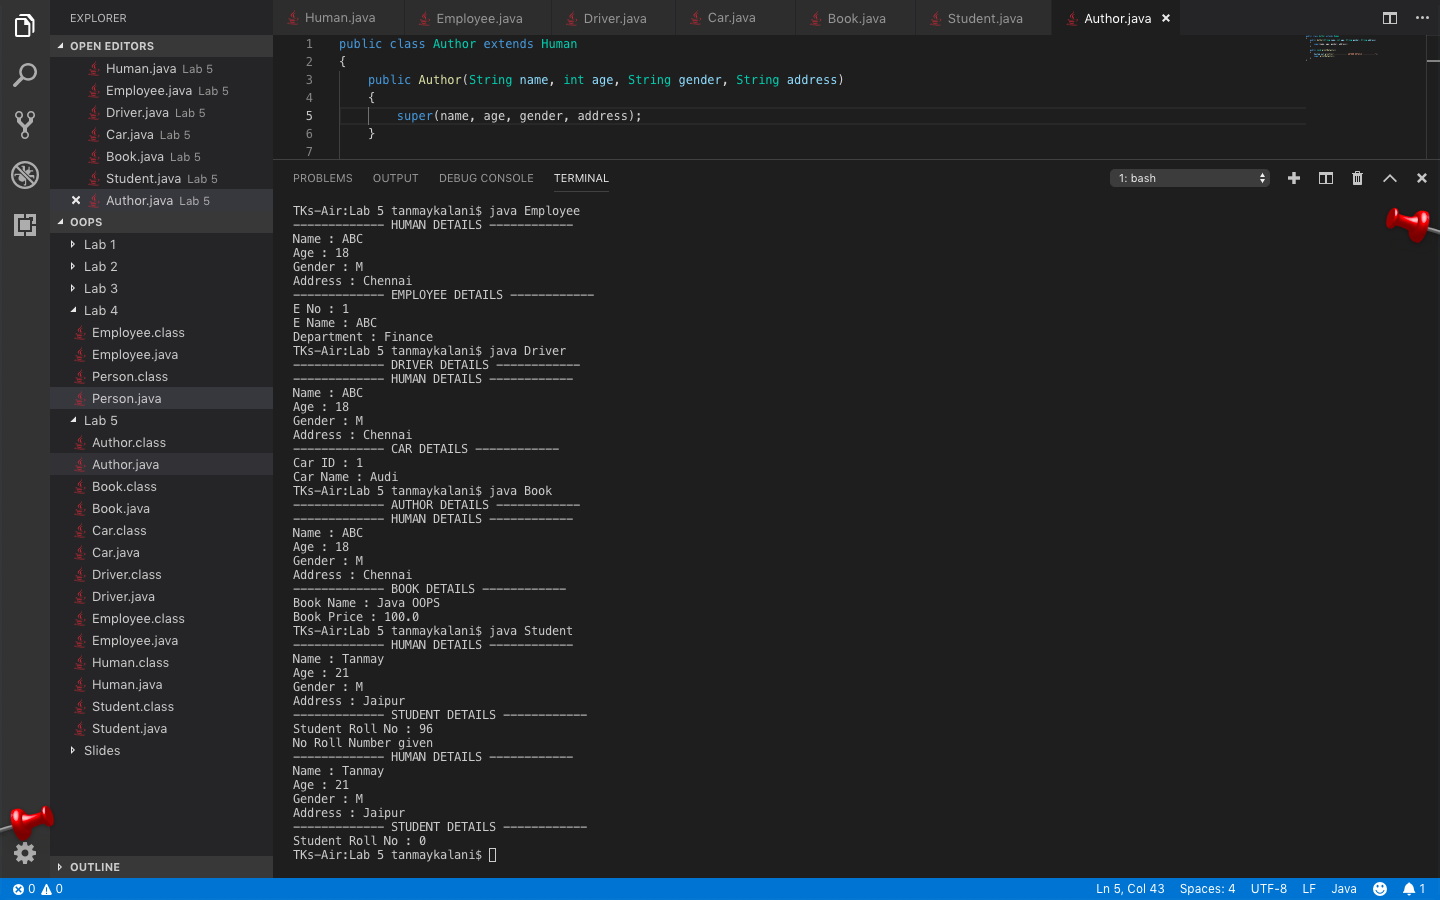 EXPLORER
OPEN EDITORS
Human.java Lab 5
Employee.java Lab 5
Driver.java Lab 5
Car.java Lab 5
Book.java Lab 5
Student.java Lab 5
Author.java Lab 5
OOPS
Lab 1
Lab 2
Lab 3
Lab 4
Employee.class
Employee.java
Person.class
Person.java
Lab 5
Author.class
Author.java
Book.class
Book.java
Car.class
Car.java
Driver.class
Driver.java
Employee.class
Employee.java
Human.class
Human.java
Student.class
Student.java
Slides
OUTLINE
Human.java Employee.java Driver.java Car.java Book.java Student.java Author.java
1 public class Author extends Human
2 {
3 public Author(String name, int age, String gender, String address)
4 {
5 super(name, age, gender, address);
6 }
7
PROBLEMS OUTPUT DEBUG CONSOLE TERMINAL 1: bash
TKs-Air:Lab 5 tanmaykalani$ java Employee
------------- HUMAN DETAILS ------------
Name : ABC
Age : 18
Gender : M
Address : Chennai
------------- EMPLOYEE DETAILS ------------
E No : 1
E Name : ABC
Department : Finance
TKs-Air:Lab 5 tanmaykalani$ java Driver
------------- DRIVER DETAILS ------------
------------- HUMAN DETAILS ------------
Name : ABC
Age : 18
Gender : M
Address : Chennai
------------- CAR DETAILS ------------
Car ID : 1
Car Name : Audi
TKs-Air:Lab 5 tanmaykalani$ java Book
------------- AUTHOR DETAILS ------------
------------- HUMAN DETAILS ------------
Name : ABC
Age : 18
Gender : M
Address : Chennai
------------- BOOK DETAILS ------------
Book Name : Java OOPS
Book Price : 100.0
TKs-Air:Lab 5 tanmaykalani$ java Student
------------- HUMAN DETAILS ------------
Name : Tanmay
Age : 21
Gender : M
Address : Jaipur
------------- STUDENT DETAILS ------------
Student Roll No : 96
No Roll Number given
------------- HUMAN DETAILS ------------
Name : Tanmay
Age : 21
Gender : M
Address : Jaipur
------------- STUDENT DETAILS ------------
Student Roll No : 0
TKs-Air:Lab 5 tanmaykalani$
0 0 Ln 5, Col 43 Spaces: 4 UTF-8 LF Java 1